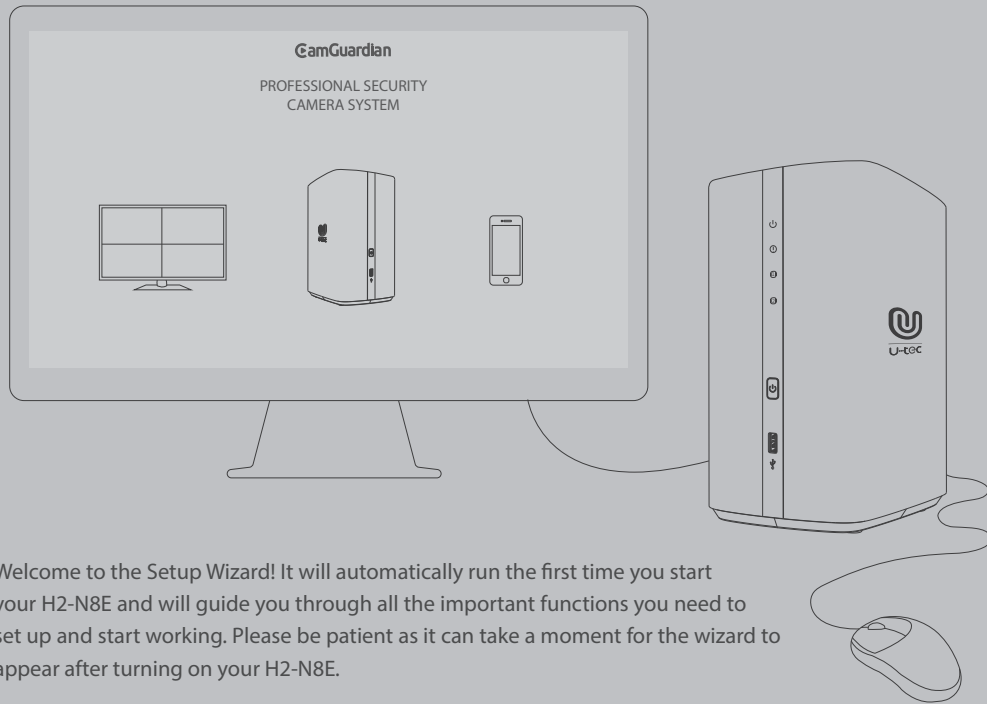 CamGuardian
PROFESSIONAL SECURITY
CAMERA SYSTEM
U-tec
Welcome to the Setup Wizard! It will automatically run the first time you start
your H2-N8E and will guide you through all the important functions you need to
set up and start working. Please be patient as it can take a moment for the wizard to
appear after turning on your H2-N8E.